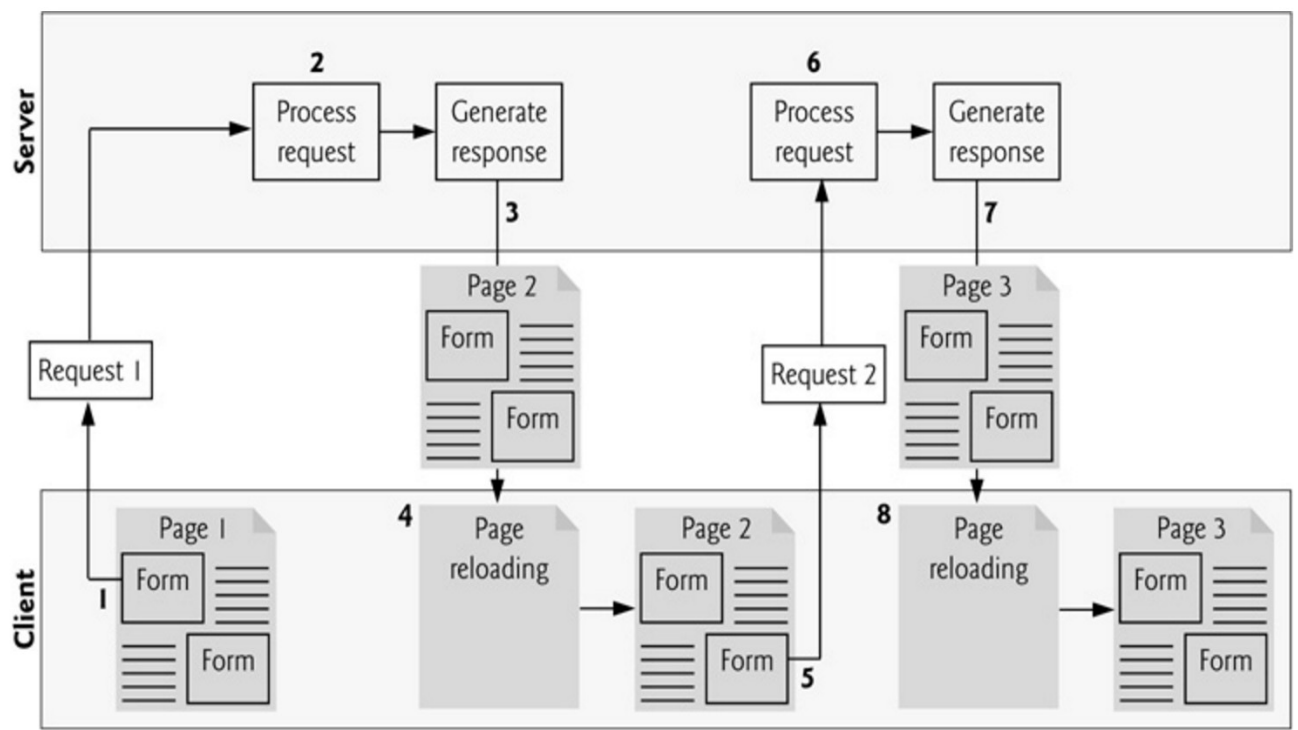 Server
2
Process
request
Generate
response
3
6
Process
request
Generate
response
7
Request 1
Page 2
Form
Form
Request 2
Page 3
Form
Form
Client
1
Page 1
Form
Form
4
Page
reloading
Page 2
Form
Form
5
8
Page
reloading
Page 3
Form
Form